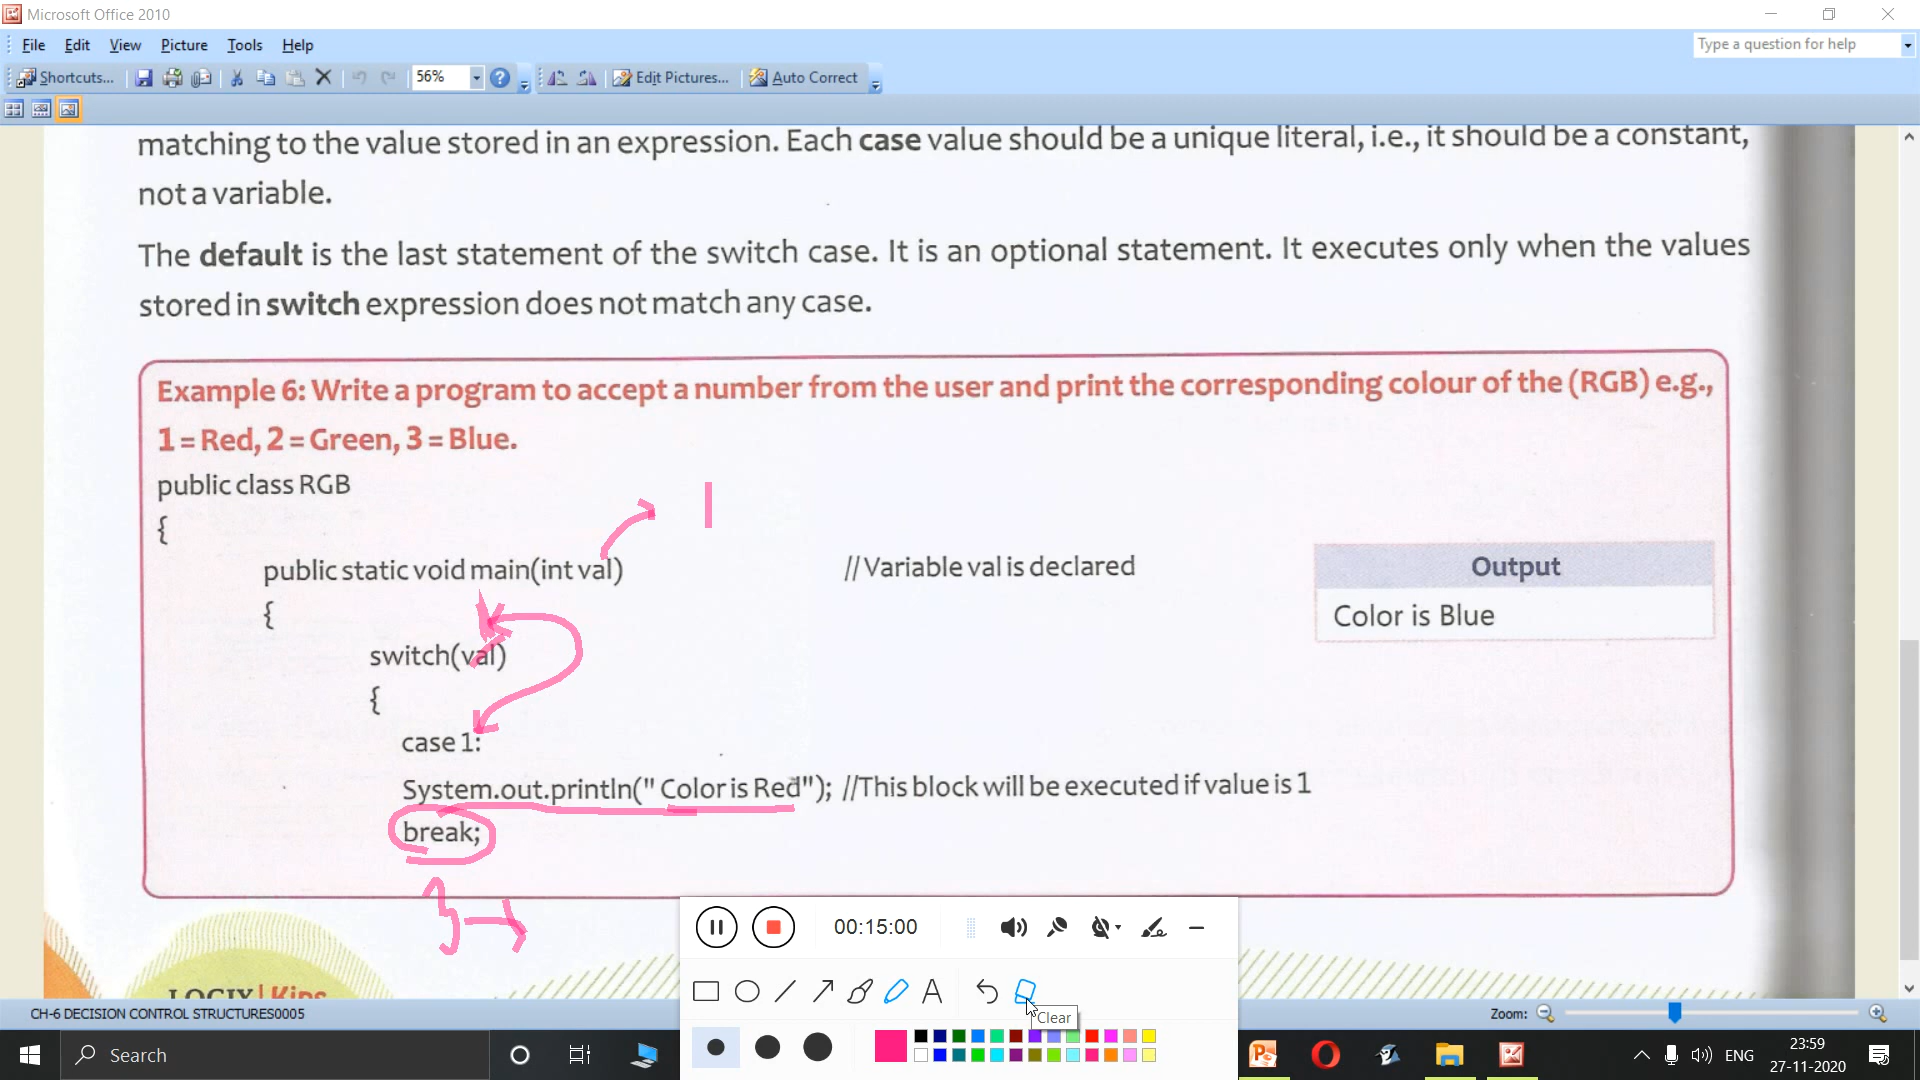 Microsoft Office 2010
File Edit View Picture Tools Help
Type a question for help
Shortcuts... 56% Edit Pictures... Auto Correct
matching to the value stored in an expression. Each case value should be a unique literal, i.e., it should be a constant,
not a variable.
The default is the last statement of the switch case. It is an optional statement. It executes only when the values
stored in switch expression does not match any case.
Example 6: Write a program to accept a number from the user and print the corresponding colour of the (RGB) e.g.,
1 = Red, 2 = Green, 3 = Blue.
public class RGB
{
1
public static void main(int val) //Variable val is declared
{
switch(val)
{
case 1:
System.out.println(" Color is Red"); //This block will be executed if value is 1
break;
}
Output
Color is Blue
LOGIX Kips
00:15:00
A
Clear
CH-6 DECISION CONTROL STRUCTURES0005
Zoom:
Search
ENG
23:59
27-11-2020